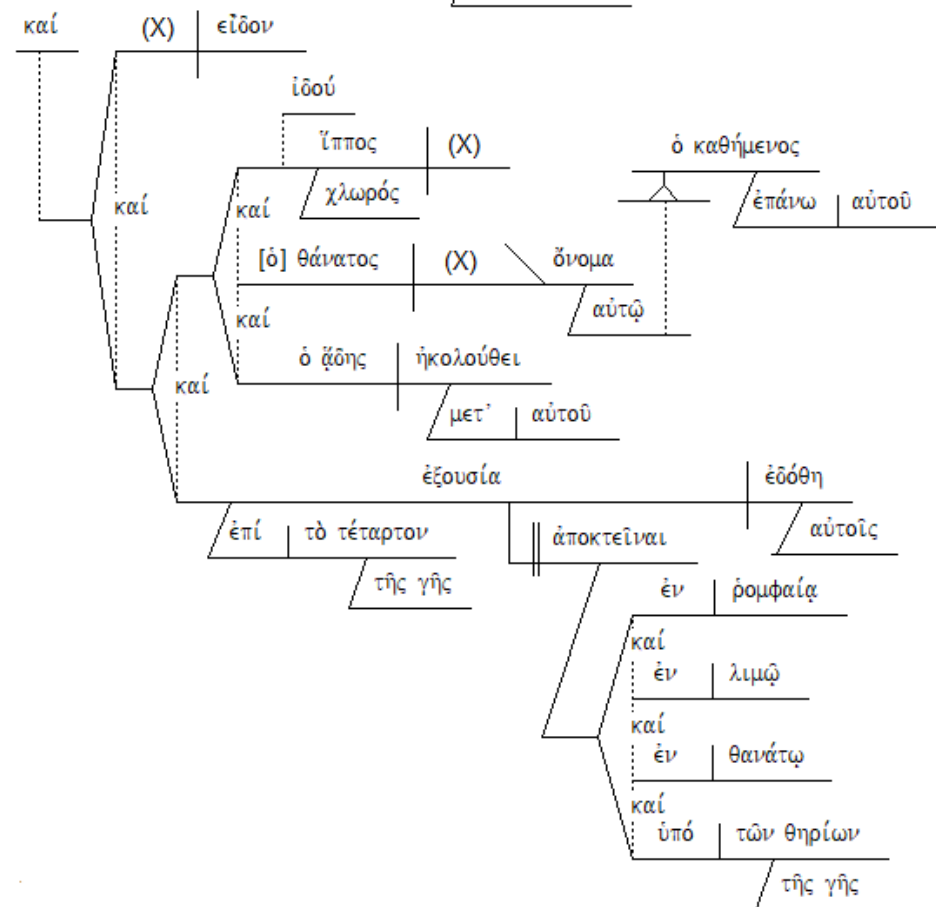 καί (X) εἶδον
ἰδού
ἵππος (X) ὁ καθήμενος
χλωρός ἐπάνω αὐτοῦ
καί καί
[ὁ] θάνατος (X) ὄνομα
αὐτῷ
καί
ὁ ᾅδης ἠκολούθει
καί
μετ’ αὐτοῦ
ἐξουσία ἐδόθη
ἐπί τὸ τέταρτον ἀποκτεῖναι αὐτοῖς
τῆς γῆς ἐν ῥομφαίᾳ
καί
ἐν λιμῷ
καί
ἐν θανάτῳ
καί
ὑπό τῶν θηρίων
τῆς γῆς